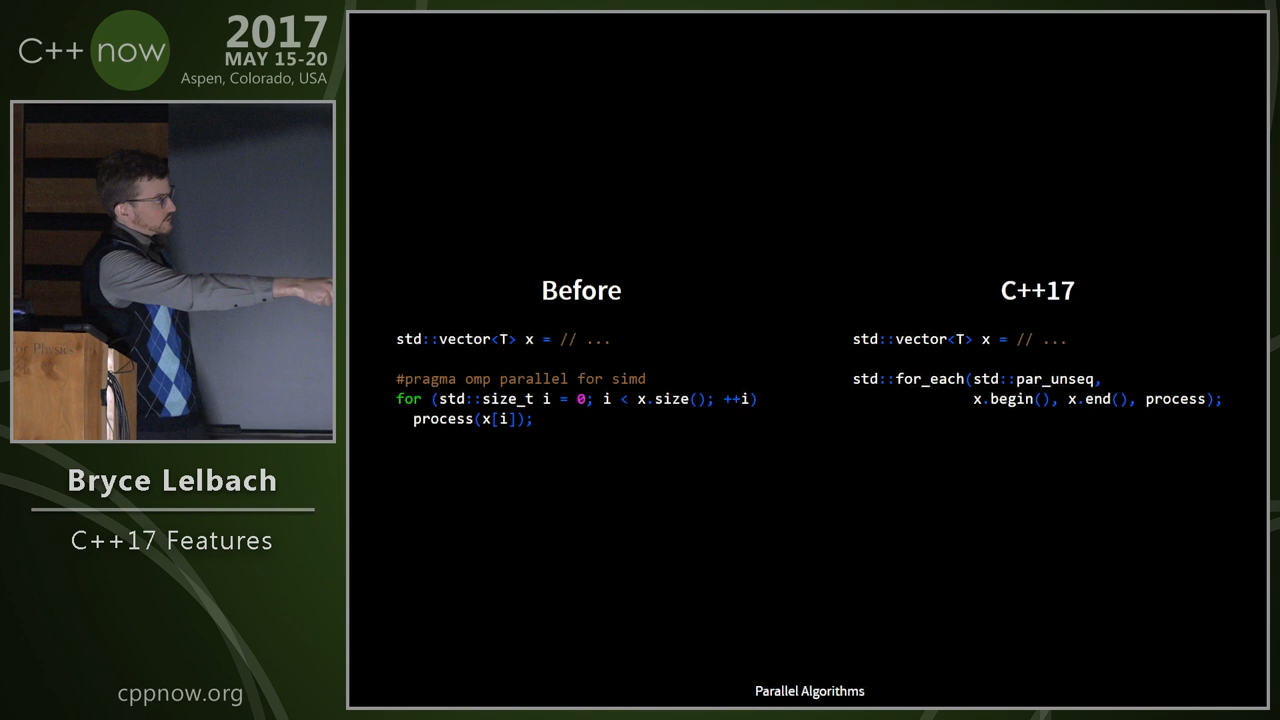 C++ now
2017
MAY 15-20
Aspen, Colorado, USA
for Physics
Bryce Lelbach
C++17 Features
cppnow.org
Before
std::vector<T> x = // ...
#pragma omp parallel for simd
for (std::size_t i = 0; i < x.size(); ++i)
process(x[i]);
C++17
std::vector<T> x = // ...
std::for_each(std::par_unseq,
x.begin(), x.end(), process);
Parallel Algorithms